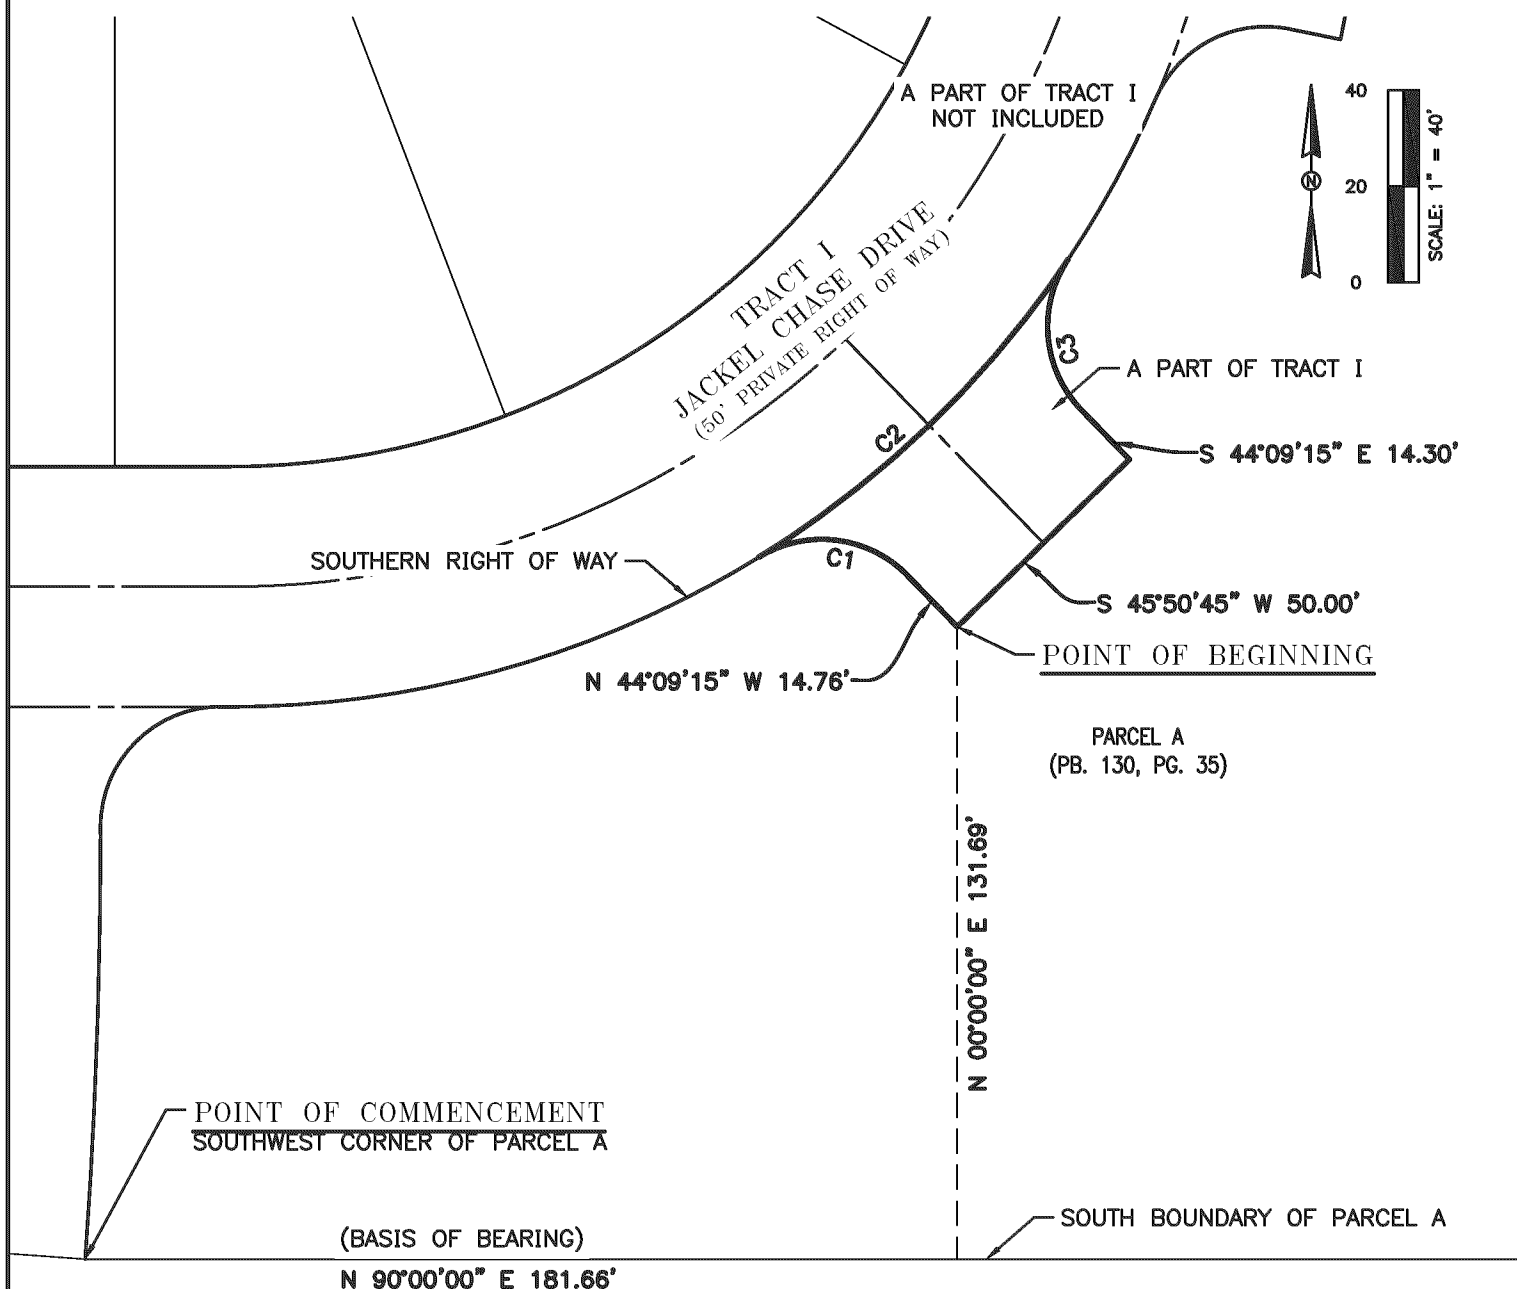 A PART OF TRACT I
NOT INCLUDED
40
20
0
N
SCALE: 1" = 40'
TRACT I
JACKEL CHASE DRIVE
(50' PRIVATE RIGHT OF WAY)
C3
A PART OF TRACT I
C2
S 44°09'15" E 14.30'
SOUTHERN RIGHT OF WAY
C1
S 45°50'45" W 50.00'
POINT OF BEGINNING
N 44°09'15" W 14.76'
PARCEL A
(PB. 130, PG. 35)
N 00°00'00" E 131.69'
POINT OF COMMENCEMENT
SOUTHWEST CORNER OF PARCEL A
SOUTH BOUNDARY OF PARCEL A
(BASIS OF BEARING)
N 90°00'00" E 181.66'